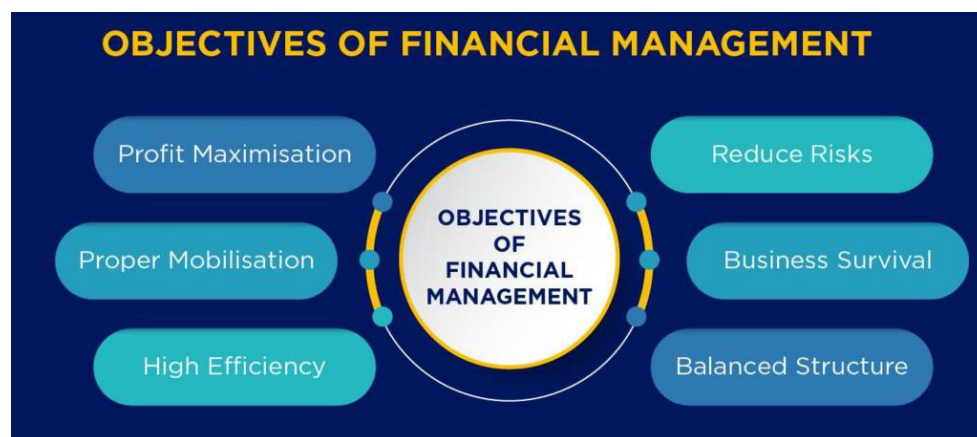 OBJECTIVES OF FINANCIAL MANAGEMENT
Profit Maximisation
Proper Mobilisation
High Efficiency
OBJECTIVES
OF
FINANCIAL
MANAGEMENT
Reduce Risks
Business Survival
Balanced Structure